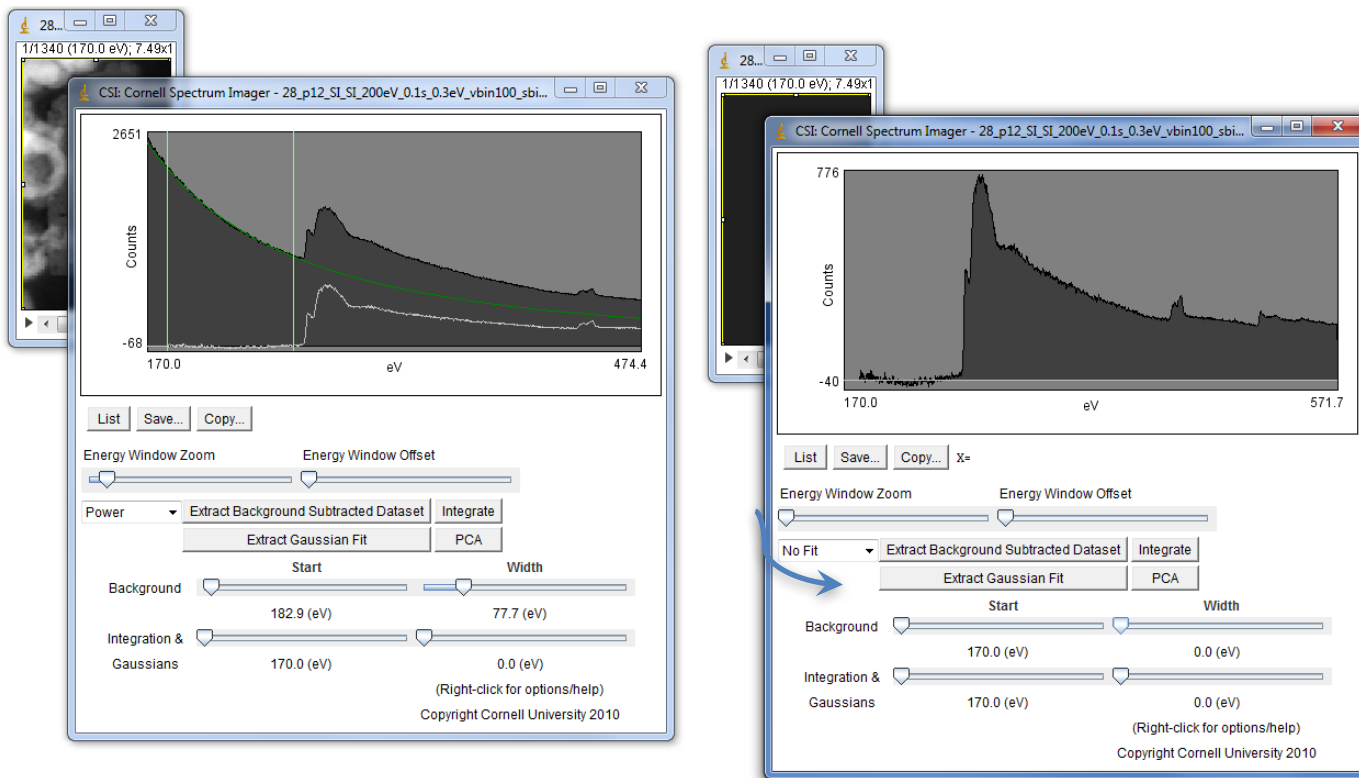 28...
1/1340 (170.0 eV); 7.49x1
CSI: Cornell Spectrum Imager - 28_p12_SI_SI_200eV_0.1s_0.3eV_vbin100_sbi...
2651
Counts
-68
170.0
eV
474.4
List
Save...
Copy...
Energy Window Zoom
Energy Window Offset
Power
Extract Background Subtracted Dataset
Integrate
Extract Gaussian Fit
PCA
Start
Width
Background
182.9 (eV)
77.7 (eV)
Integration &
Gaussians
170.0 (eV)
0.0 (eV)
(Right-click for options/help)
Copyright Cornell University 2010
28...
1/1340 (170.0 eV); 7.49x1
CSI: Cornell Spectrum Imager - 28_p12_SI_SI_200eV_0.1s_0.3eV_vbin100_sbi...
776
Counts
-40
170.0
eV
571.7
List
Save...
Copy...
X=
Energy Window Zoom
Energy Window Offset
No Fit
Extract Background Subtracted Dataset
Integrate
Extract Gaussian Fit
PCA
Start
Width
Background
170.0 (eV)
0.0 (eV)
Integration &
Gaussians
170.0 (eV)
0.0 (eV)
(Right-click for options/help)
Copyright Cornell University 2010